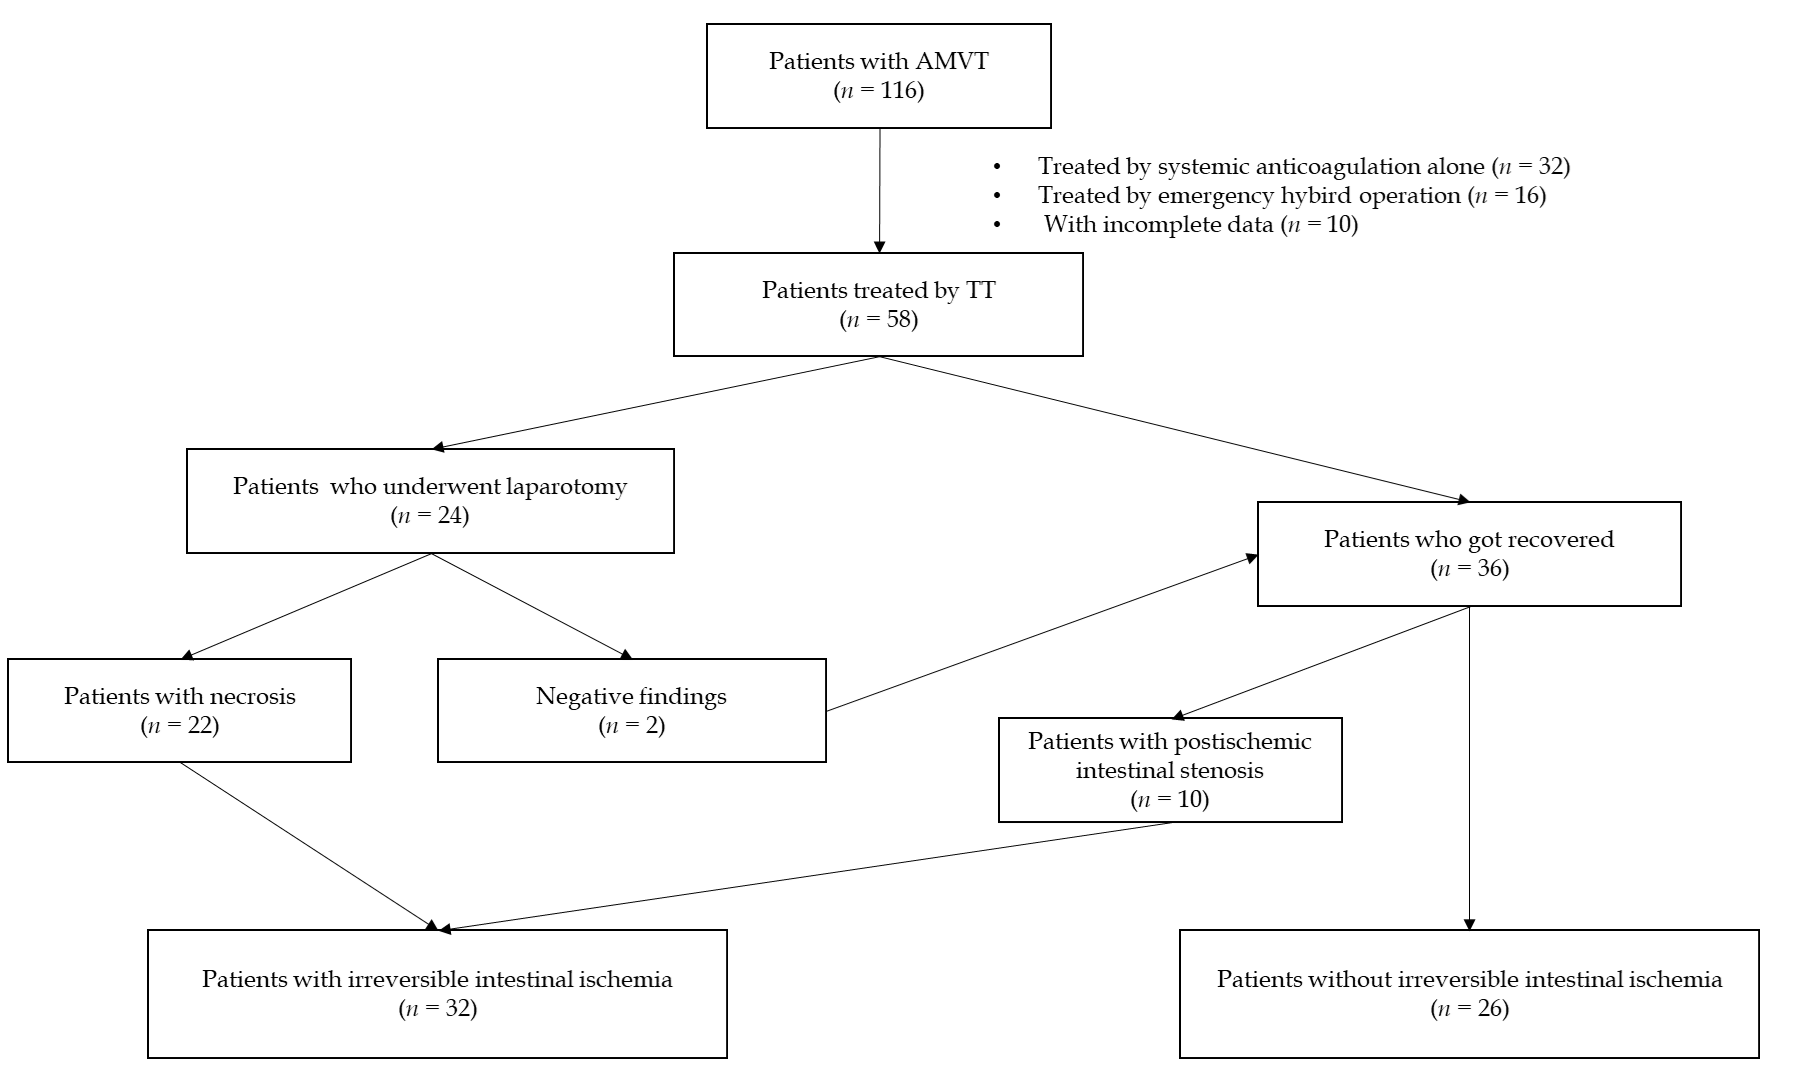 Patients with AMVT
(n = 116)
• Treated by systemic anticoagulation alone (n = 32)
• Treated by emergency hybird operation (n = 16)
• With incomplete data (n = 10)
Patients treated by TT
(n = 58)
Patients who underwent laparotomy
(n = 24)
Patients who got recovered
(n = 36)
Patients with necrosis
(n = 22)
Negative findings
(n = 2)
Patients with postischemic
intestinal stenosis
(n = 10)
Patients with irreversible intestinal ischemia
(n = 32)
Patients without irreversible intestinal ischemia
(n = 26)